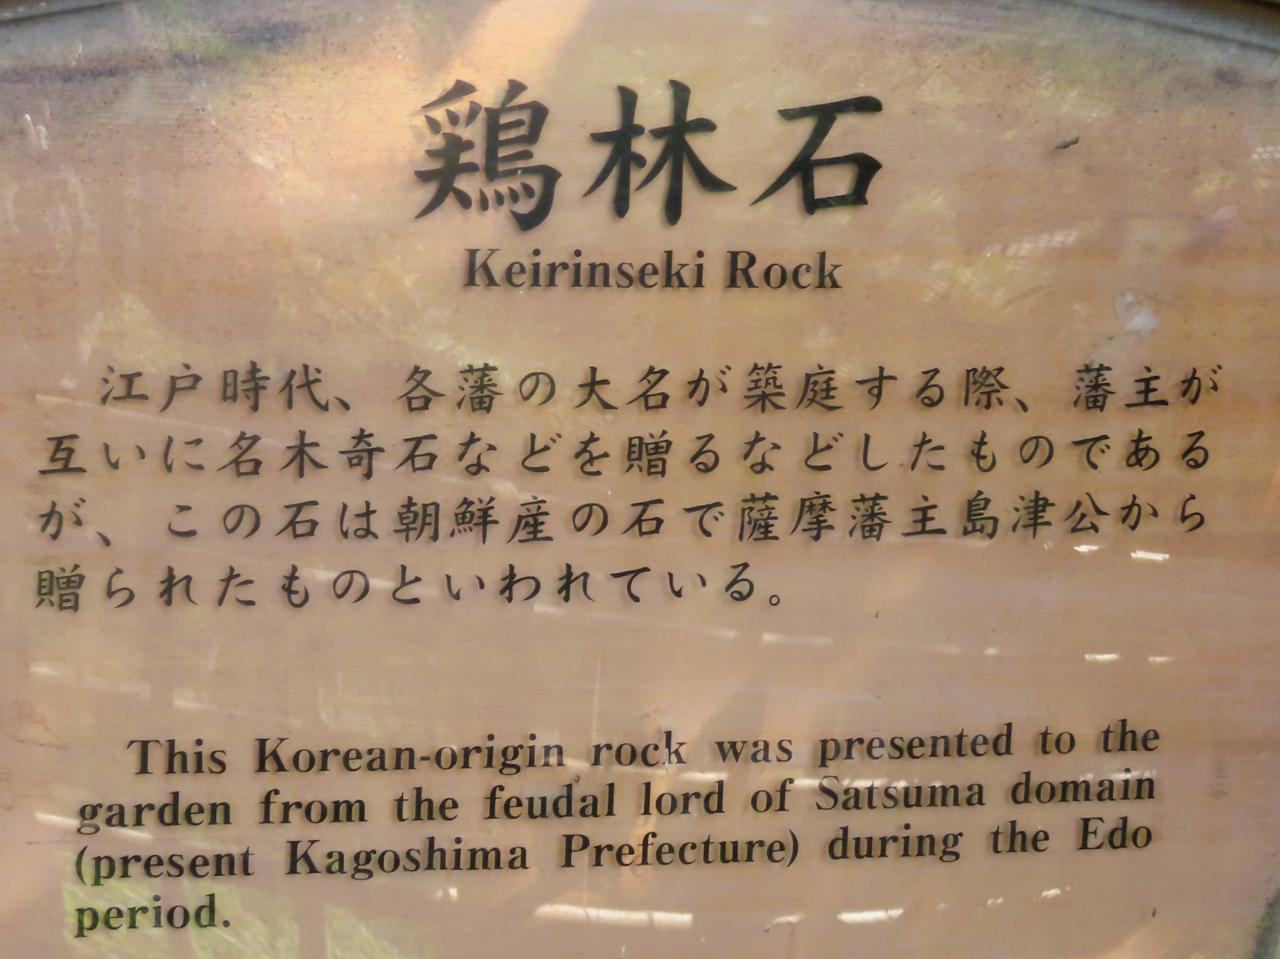 鶏林石
Keirinseki Rock
江戸時代、各藩の大名が築庭する際、藩主が
互いに名木奇石などを贈るなどしたものである
が、この石は朝鮮産の石で薩摩藩主島津公から
贈られたものといわれている。
This Korean-origin rock was presented to the
garden from the feudal lord of Satsuma domain
(present Kagoshima Prefecture) during the Edo
period.